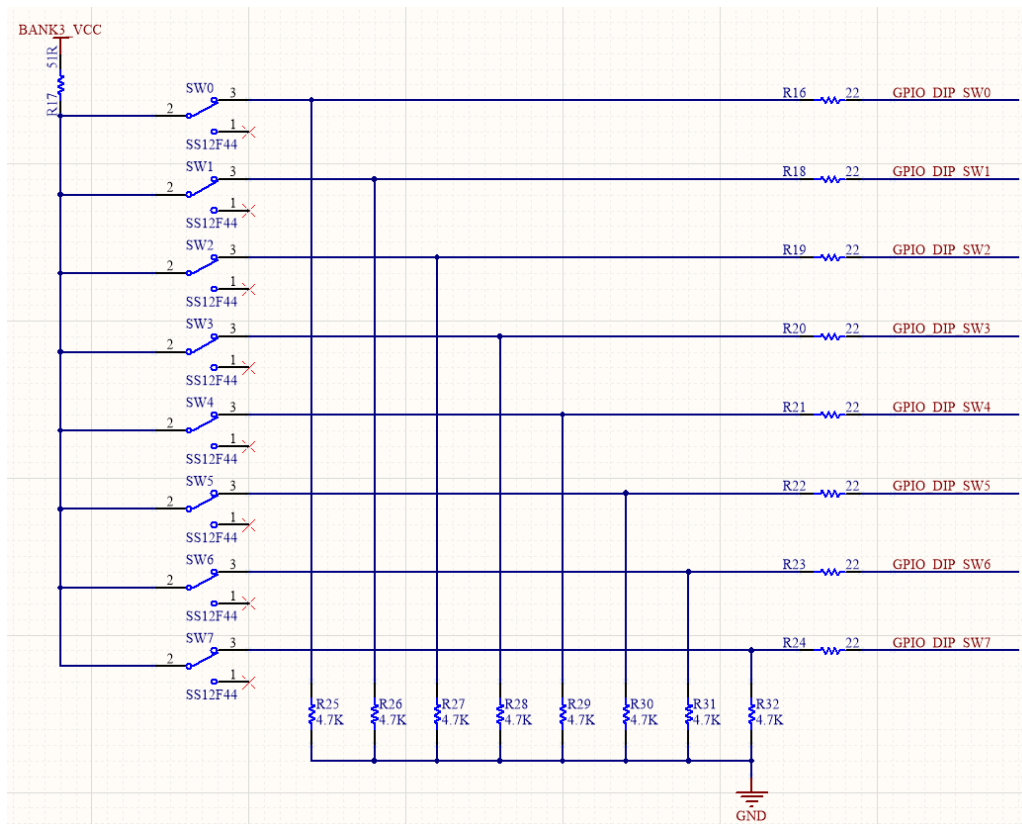 BANK3_VCC
51R
R17
SW0
2
3
1
SS12F44
R16
22
GPIO_DIP_SW0
SW1
2
3
1
SS12F44
R18
22
GPIO_DIP_SW1
SW2
2
3
1
SS12F44
R19
22
GPIO_DIP_SW2
SW3
2
3
1
SS12F44
R20
22
GPIO_DIP_SW3
SW4
2
3
1
SS12F44
R21
22
GPIO_DIP_SW4
SW5
2
3
1
SS12F44
R22
22
GPIO_DIP_SW5
SW6
2
3
1
SS12F44
R23
22
GPIO_DIP_SW6
SW7
2
3
1
SS12F44
R24
22
GPIO_DIP_SW7
R25
4.7K
R26
4.7K
R27
4.7K
R28
4.7K
R29
4.7K
R30
4.7K
R31
4.7K
R32
4.7K
GND